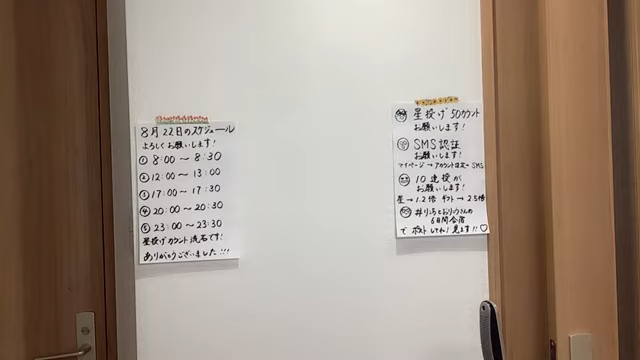 8月22日のスケジュール
よろしくお願いします!
① 8:00 〜 8:30
② 12:00 〜 13:00
③ 17:00 〜 17:30
④ 20:00 〜 20:30
⑤ 23:00 〜 23:30
星投げカウント流石です!
ありがとうございました!!!
星投げ 50カウント
お願いします!
SMS認証
お願いします!
マイページ → アカウント設定 → SMS
10連投が
お願いします!
星 → 1.2倍 ギフト → 2.5倍
6日間合宿
で ポスト してね! 見ます!! ♡